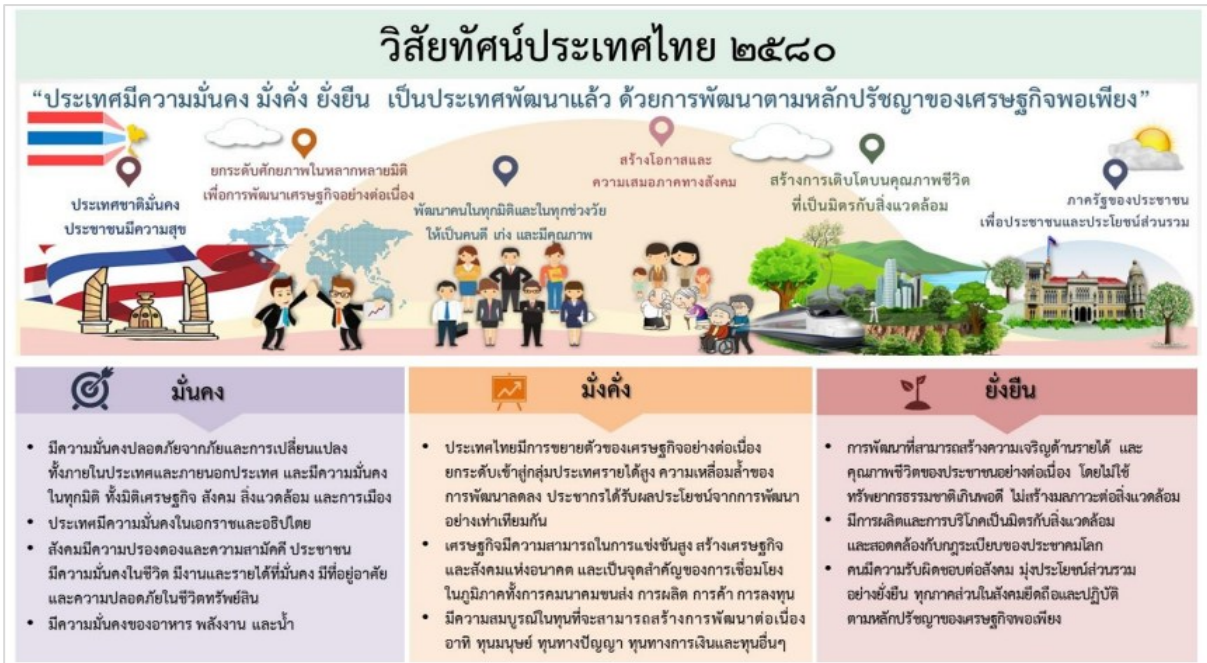 วิสัยทัศน์ประเทศไทย ๒๕๘๐
“ประเทศมีความมั่นคง มั่งคั่ง ยั่งยืน เป็นประเทศพัฒนาแล้ว ด้วยการพัฒนาตามหลักปรัชญาของเศรษฐกิจพอเพียง”
ประเทศชาติมั่นคง
ประชาชนมีความสุข
ยกระดับศักยภาพในหลากหลายมิติ
เพื่อการพัฒนาเศรษฐกิจอย่างต่อเนื่อง
พัฒนาคนในทุกมิติและในทุกช่วงวัย
ให้เป็นคนดี เก่ง และมีคุณภาพ
สร้างโอกาสและ
ความเสมอภาคทางสังคม
สร้างการเติบโตบนคุณภาพชีวิต
ที่เป็นมิตรกับสิ่งแวดล้อม
ภาครัฐของประชาชน
เพื่อประชาชนและประโยชน์ส่วนรวม
มั่นคง
• มีความมั่นคงปลอดภัยจากภัยและการเปลี่ยนแปลง
ทั้งภายในประเทศและภายนอกประเทศ และมีความมั่นคง
ในทุกมิติ ทั้งมิติเศรษฐกิจ สังคม สิ่งแวดล้อม และการเมือง
• ประเทศมีความมั่นคงในเอกราชและอธิปไตย
• สังคมมีความปรองดองและความสามัคคี ประชาชน
มีความมั่นคงในชีวิต มีงานและรายได้ที่มั่นคง มีที่อยู่อาศัย
และความปลอดภัยในชีวิตทรัพย์สิน
• มีความมั่นคงของอาหาร พลังงาน และน้ำ
มั่งคั่ง
• ประเทศไทยมีการขยายตัวของเศรษฐกิจอย่างต่อเนื่อง
ยกระดับเข้าสู่กลุ่มประเทศรายได้สูง ความเหลื่อมล้ำของ
การพัฒนาลดลง ประชากรได้รับผลประโยชน์จากการพัฒนา
อย่างเท่าเทียมกัน
• เศรษฐกิจมีความสามารถในการแข่งขันสูง สร้างเศรษฐกิจ
และสังคมแห่งอนาคต และเป็นจุดสำคัญของการเชื่อมโยง
ในภูมิภาคทั้งการคมนาคมขนส่ง การผลิต การค้า การลงทุน
• มีความสมบูรณ์ในทุนที่จะสามารถสร้างการพัฒนาต่อเนื่อง
อาทิ ทุนมนุษย์ ทุนทางปัญญา ทุนทางการเงินและทุนอื่นๆ
ยั่งยืน
• การพัฒนาที่สามารถสร้างความเจริญด้านรายได้ และ
คุณภาพชีวิตของประชาชนอย่างต่อเนื่อง โดยไม่ใช้
ทรัพยากรธรรมชาติเกินพอดี ไม่สร้างมลภาวะต่อสิ่งแวดล้อม
• มีการผลิตและการบริโภคเป็นมิตรกับสิ่งแวดล้อม
และสอดคล้องกับกฎระเบียบของประชาคมโลก
• คนมีความรับผิดชอบต่อสังคม มุ่งประโยชน์ส่วนรวม
อย่างยั่งยืน ทุกภาคส่วนในสังคมยึดถือและปฏิบัติ
ตามหลักปรัชญาของเศรษฐกิจพอเพียง